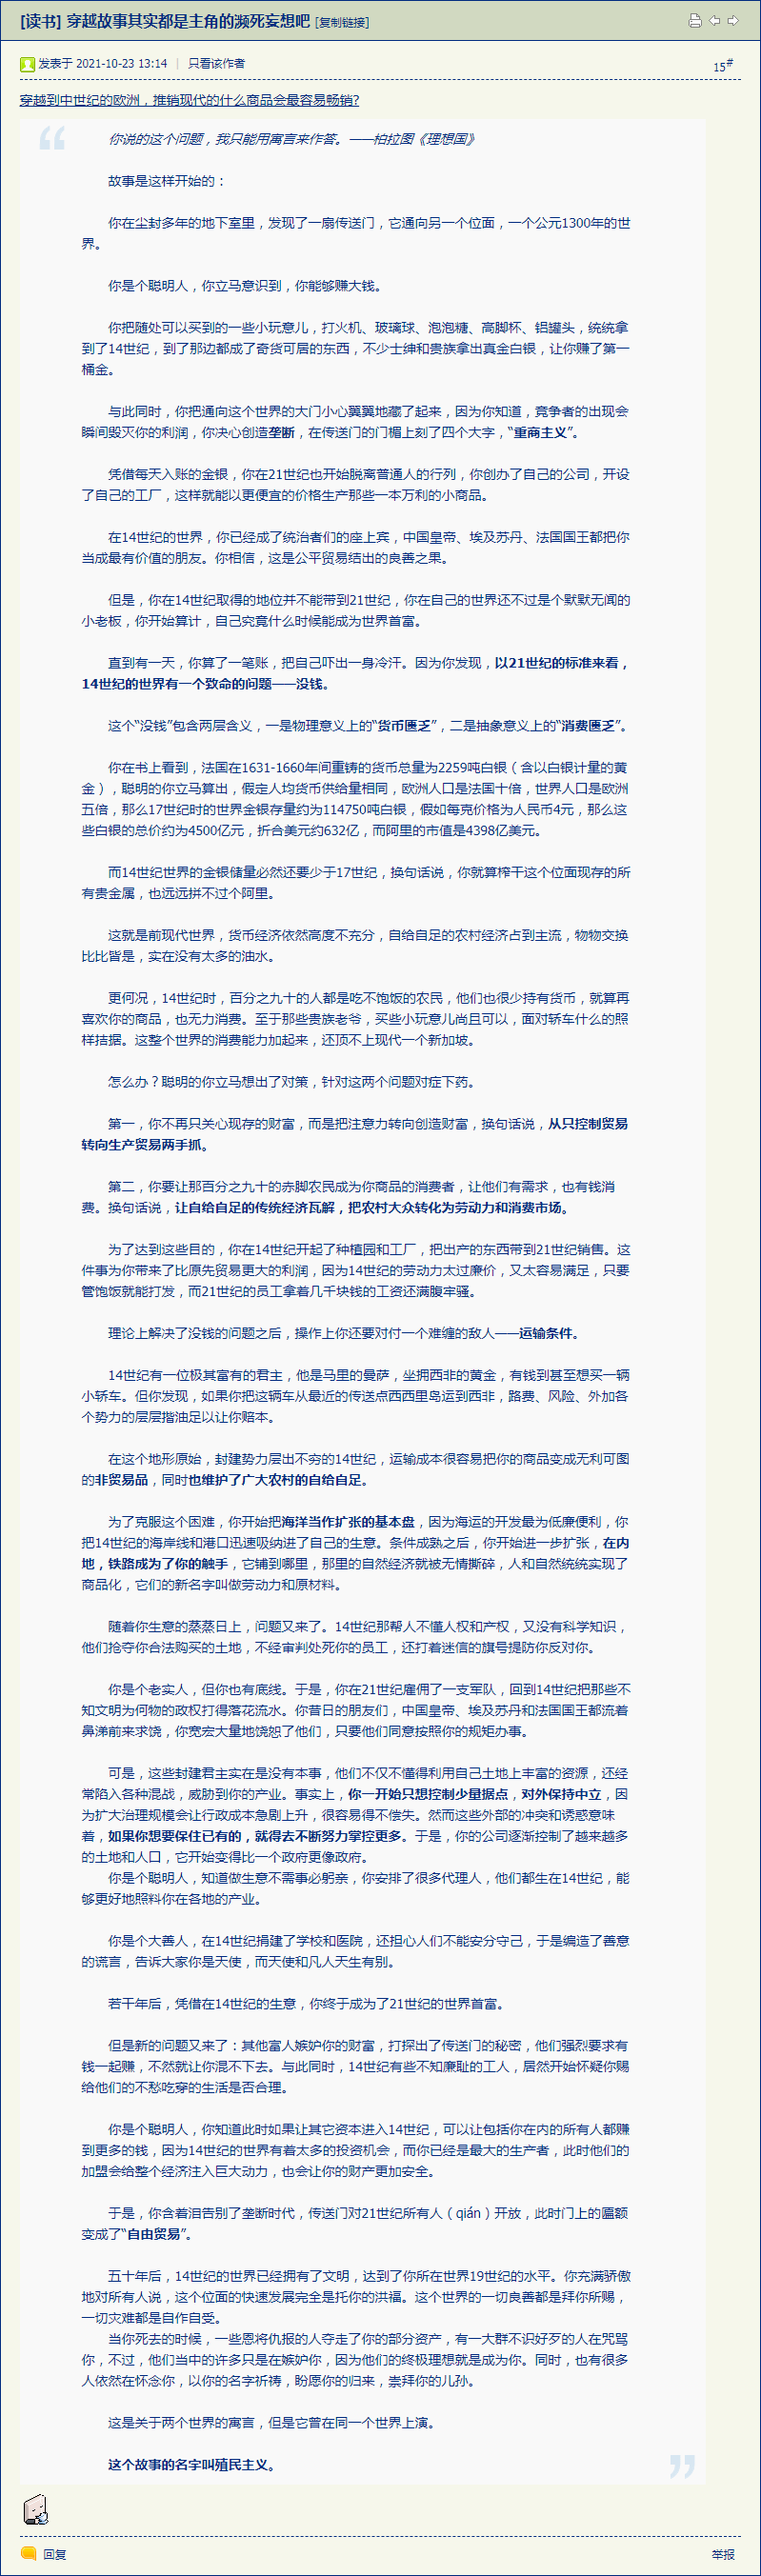 [读书] 穿越故事其实都是主角的濒死妄想吧 [复制链接]
发表于 2021-10-23 13:14 | 只看该作者
15#
穿越到中世纪的欧洲，推销现代的什么商品会最容易畅销?
“
你说的这个问题，我只能用寓言来作答。——柏拉图《理想国》
故事是这样开始的：
你在尘封多年的地下室里，发现了一扇传送门，它通向另一个位面，一个公元1300年的世
界。
你是个聪明人，你立马意识到，你能够赚大钱。
你把随处可以买到的一些小玩意儿，打火机、玻璃球、泡泡糖、高脚杯、铝罐头，统统拿
到了14世纪，到了那边都成了奇货可居的东西，不少士绅和贵族拿出真金白银，让你赚了第一
桶金。
与此同时，你把通向这个世界的大门小心翼翼地藏了起来，因为你知道，竞争者的出现会
瞬间毁灭你的利润，你决心创造垄断，在传送门的门楣上刻了四个大字，“重商主义”。
凭借每天入账的金银，你在21世纪也开始脱离普通人的行列，你创办了自己的公司，开设
了自己的工厂，这样就能以更便宜的价格生产那些一本万利的小商品。
在14世纪的世界，你已经成了统治者们的座上宾，中国皇帝、埃及苏丹、法国国王都把你
当成最有价值的朋友。你相信，这是公平贸易结出的良善之果。
但是，你在14世纪取得的地位并不能带到21世纪，你在自己的世界还不过是个默默无闻的
小老板，你开始算计，自己究竟什么时候能成为世界首富。
直到有一天，你算了一笔账，把自己吓出一身冷汗。因为你发现，以21世纪的标准来看，
14世纪的世界有一个致命的问题——没钱。
这个“没钱”包含两层含义，一是物理意义上的“货币匮乏”，二是抽象意义上的“消费匮乏”。
你在书上看到，法国在1631-1660年间重铸的货币总量为2259吨白银（含以白银计量的黄
金），聪明的你立马算出，假定人均货币供给量相同，欧洲人口是法国十倍，世界人口是欧洲
五倍，那么17世纪时的世界金银存量约为114750吨白银，假如每克价格为人民币4元，那么这
些白银的总价约为4500亿元，折合美元约632亿，而阿里的市值是4398亿美元。
而14世纪世界的金银储量必然还要少于17世纪，换句话说，你就算榨干这个位面现存的所
有贵金属，也远远拼不过个阿里。
这就是前现代世界，货币经济依然高度不充分，自给自足的农村经济占到主流，物物交换
比比皆是，实在没有太多的油水。
更何况，14世纪时，百分之九十的人都是吃不饱饭的农民，他们也很少持有货币，就算再
喜欢你的商品，也无力消费。至于那些贵族老爷，买些小玩意儿尚且可以，面对轿车什么的照
样拮据。这整个世界的消费能力加起来，还顶不上现代一个新加坡。
怎么办？聪明的你立马想出了对策，针对这两个问题对症下药。
第一，你不再只关心现存的财富，而是把注意力转向创造财富，换句话说，从只控制贸易
转向生产贸易两手抓。
第二，你要让那百分之九十的赤脚农民成为你商品的消费者，让他们有需求，也有钱消
费。换句话说，让自给自足的传统经济瓦解，把农村大众转化为劳动力和消费市场。
为了达到这些目的，你在14世纪开起了种植园和工厂，把出产的东西带到21世纪销售。这
件事为你带来了比原先贸易更大的利润，因为14世纪的劳动力太过廉价，又太容易满足，只要
管饱饭就能打发，而21世纪的员工拿着几千块钱的工资还满腹牢骚。
理论上解决了没钱的问题之后，操作上你还要对付一个难缠的敌人——运输条件。
14世纪有一位极其富有的君主，他是马里的曼萨，坐拥西非的黄金，有钱到甚至想买一辆
小轿车。但你发现，如果你把这辆车从最近的传送点西西里岛运到西非，路费、风险、外加各
个势力的层层揩油足以让你赔本。
在这个地形原始，封建势力层出不穷的14世纪，运输成本很容易把你的商品变成无利可图
的非贸易品，同时也维护了广大农村的自给自足。
为了克服这个困难，你开始把海洋当作扩张的基本盘，因为海运的开发最为低廉便利，你
把14世纪的海岸线和港口迅速吸纳进了自己的生意。条件成熟之后，你开始进一步扩张，在内
地，铁路成为了你的触手，它铺到哪里，那里的自然经济就被无情撕碎，人和自然统统实现了
商品化，它们的新名字叫做劳动力和原材料。
随着你生意的蒸蒸日上，问题又来了。14世纪那帮人不懂人权和产权，又没有科学知识，
他们抢夺你合法购买的土地，不经审判处死你的员工，还打着迷信的旗号提防你反对你。
你是个老实人，但你也有底线。于是，你在21世纪雇佣了一支军队，回到14世纪把那些不
知文明为何物的政权打得落花流水。你昔日的朋友们，中国皇帝、埃及苏丹和法国国王都流着
鼻涕前来求饶，你宽宏大量地饶恕了他们，只要他们同意按照你的规矩办事。
可是，这些封建君主实在是没有本事，他们不仅不懂得利用自己土地上丰富的资源，还经
常陷入各种混战，威胁到你的产业。事实上，你一开始只想控制少量据点，对外保持中立，因
为扩大治理规模会让行政成本急剧上升，很容易得不偿失。然而这些外部的冲突和诱惑意味
着，如果你想要保住已有的，就得去不断努力掌控更多。于是，你的公司逐渐控制了越来越多
的土地和人口，它开始变得比一个政府更像政府。
你是个聪明人，知道做生意不需事必躬亲，你安排了很多代理人，他们都生在14世纪，能
够更好地照料你在各地的产业。
你是个大善人，在14世纪捐建了学校和医院，还担心人们不能安分守己，于是编造了善意
的谎言，告诉大家你是天使，而天使和凡人天生有别。
若干年后，凭借在14世纪的生意，你终于成为了21世纪的世界首富。
但是新的问题又来了：其他富人嫉妒你的财富，打探出了传送门的秘密，他们强烈要求有
钱一起赚，不然就让你混不下去。与此同时，14世纪有些不知廉耻的工人，居然开始怀疑你赐
给他们的不愁吃穿的生活是否合理。
你是个聪明人，你知道此时如果让其它资本进入14世纪，可以让包括你在内的所有人都赚
到更多的钱，因为14世纪的世界有着太多的投资机会，而你已经是最大的生产者，此时他们的
加盟会给整个经济注入巨大动力，也会让你的财产更加安全。
于是，你含着泪告别了垄断时代，传送门对21世纪所有人（qián）开放，此时门上的匾额
变成了“自由贸易”。
五十年后，14世纪的世界已经拥有了文明，达到了你所在世界19世纪的水平。你充满骄傲
地对所有人说，这个位面的快速发展完全是托你的洪福。这个世界的一切良善都是拜你所赐，
一切灾难都是自作自受。
当你死去的时候，一些恩将仇报的人夺走了你的部分资产，有一大群不识好歹的人在咒骂
你，不过，他们当中的许多只是在嫉妒你，因为他们的终极理想就是成为你。同时，也有很多
人依然在怀念你，以你的名字祈祷，盼愿你的归来，崇拜你的儿孙。
这是关于两个世界的寓言，但是它曾在同一个世界上演。
这个故事的名字叫殖民主义。
”
回复
举报